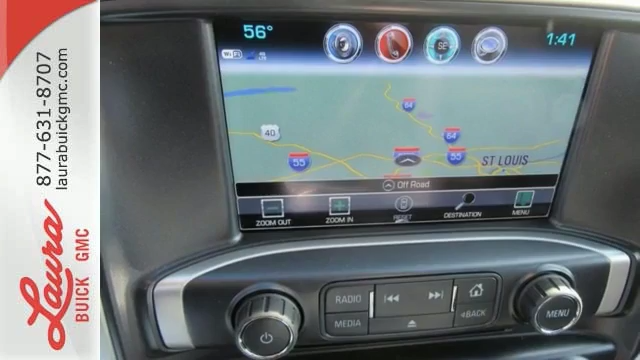 877-631-8707
laurabuickgmc.com
Laura
BUICK GMC
56°
1:41
SE
64
40
64
55
55
ST LOUIS
Off Road
ZOOM OUT
ZOOM IN
RESET
DESTINATION
MENU
RADIO
MEDIA
BACK
MENU